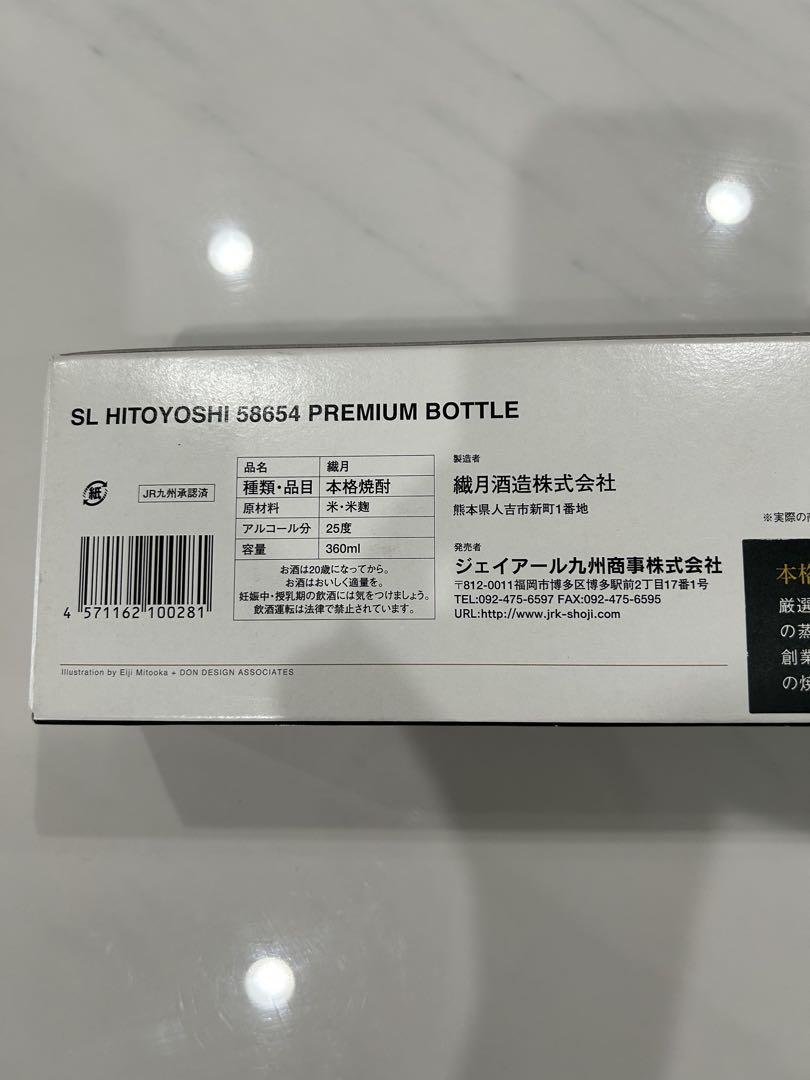 SL HITOYOSHI 58654 PREMIUM BOTTLE
紙
JR九州承認済
4 571162 100281
品名 繊月
種類・品目 本格焼酎
原材料 米・米麹
アルコール分 25度
容量 360ml
お酒は20歳になってから。
お酒はおいしく適量を。
妊娠中・授乳期の飲酒には気をつけましょう。
飲酒運転は法律で禁止されています。
製造者
繊月酒造株式会社
熊本県人吉市新町1番地
発売者
ジェイアール九州商事株式会社
〒812-0011福岡市博多区博多駅前2丁目17番1号
TEL:092-475-6597 FAX:092-475-6595
URL:http://www.jrk-shoji.com
※実際の
本格
厳選
の蒸
創業
の焼
Illustration by Eiji Mitooka + DON DESIGN ASSOCIATES